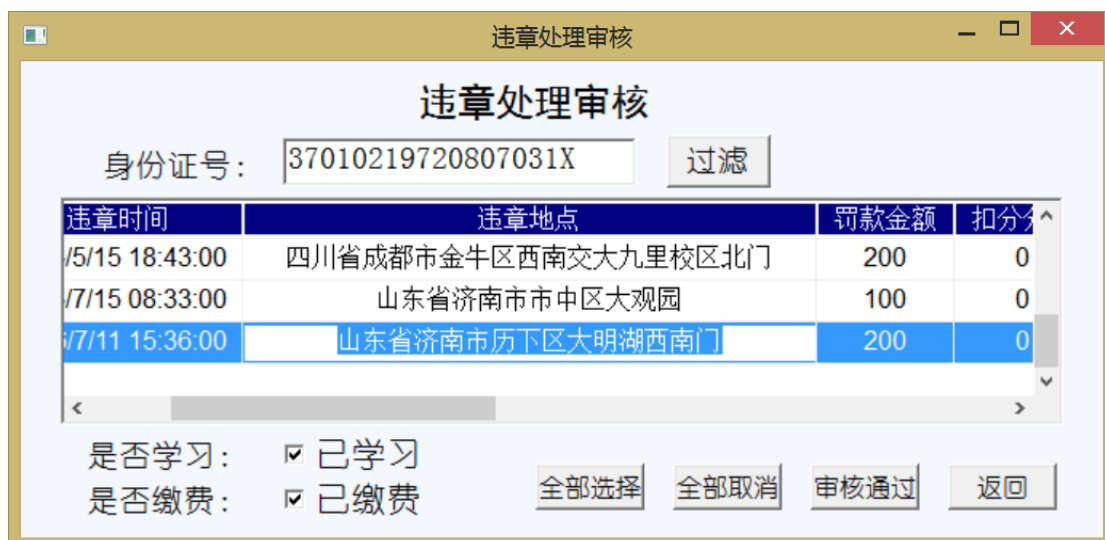 违章处理审核
违章处理审核
身份证号: 37010219720807031X 过滤
违章时间 违章地点 罚款金额 扣分
/5/15 18:43:00 四川省成都市金牛区西南交大九里校区北门 200 0
/7/15 08:33:00 山东省济南市市中区大观园 100 0
/7/11 15:36:00 山东省济南市历下区大明湖西南门 200 0
是否学习: 已学习
是否缴费: 已缴费
全部选择 全部取消 审核通过 返回